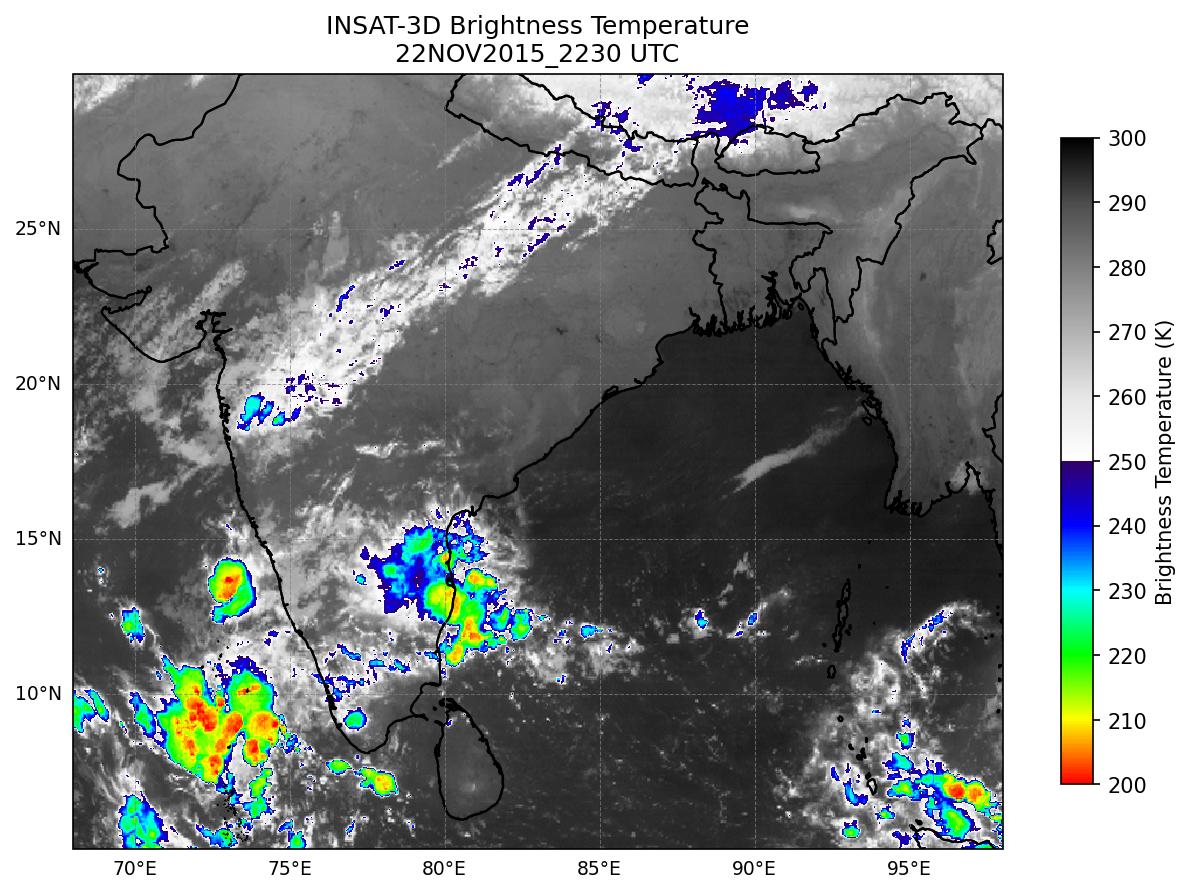 INSAT-3D Brightness Temperature
22NOV2015_2230 UTC
25°N
20°N
15°N
10°N
70°E
75°E
80°E
85°E
90°E
95°E
300
290
280
270
260
250
240
230
220
210
200
Brightness Temperature (K)